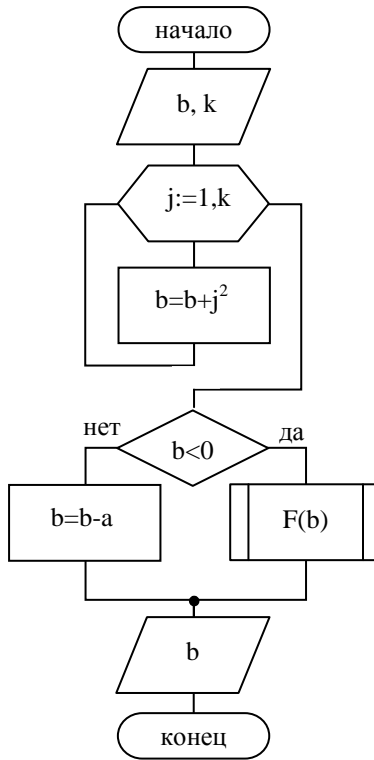 начало
b, k
j:=1,k
b=b+j²
нет
да
b<0
b=b-a
F(b)
b
конец